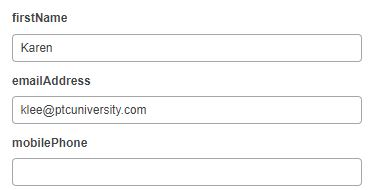 firstName
Karen
emailAddress
klee@ptcuniversity.com
mobilePhone